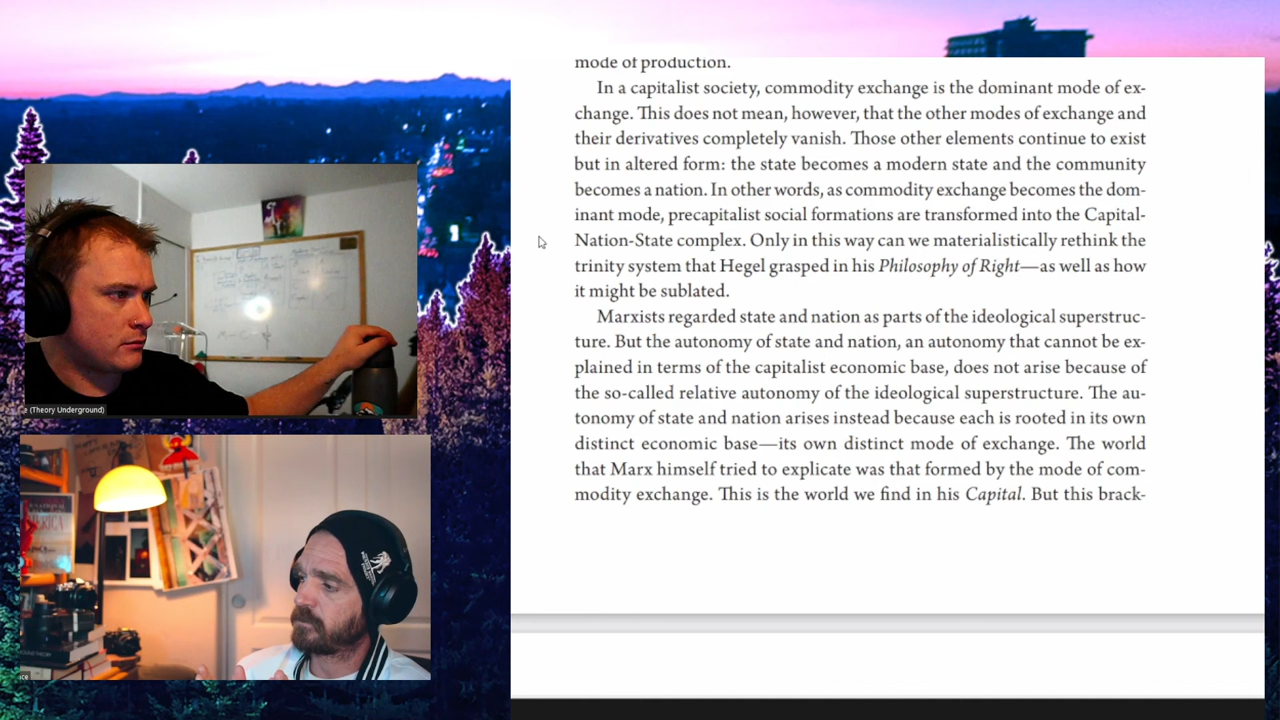 mode of production.
In a capitalist society, commodity exchange is the dominant mode of ex-
change. This does not mean, however, that the other modes of exchange and
their derivatives completely vanish. Those other elements continue to exist
but in altered form: the state becomes a modern state and the community
becomes a nation. In other words, as commodity exchange becomes the dom-
inant mode, precapitalist social formations are transformed into the Capital-
Nation-State complex. Only in this way can we materialistically rethink the
trinity system that Hegel grasped in his Philosophy of Right—as well as how
it might be sublated.
Marxists regarded state and nation as parts of the ideological superstruc-
ture. But the autonomy of state and nation, an autonomy that cannot be ex-
plained in terms of the capitalist economic base, does not arise because of
the so-called relative autonomy of the ideological superstructure. The au-
tonomy of state and nation arises instead because each is rooted in its own
distinct economic base—its own distinct mode of exchange. The world
that Marx himself tried to explicate was that formed by the mode of com-
modity exchange. This is the world we find in his Capital. But this brack-
e (Theory Underground)